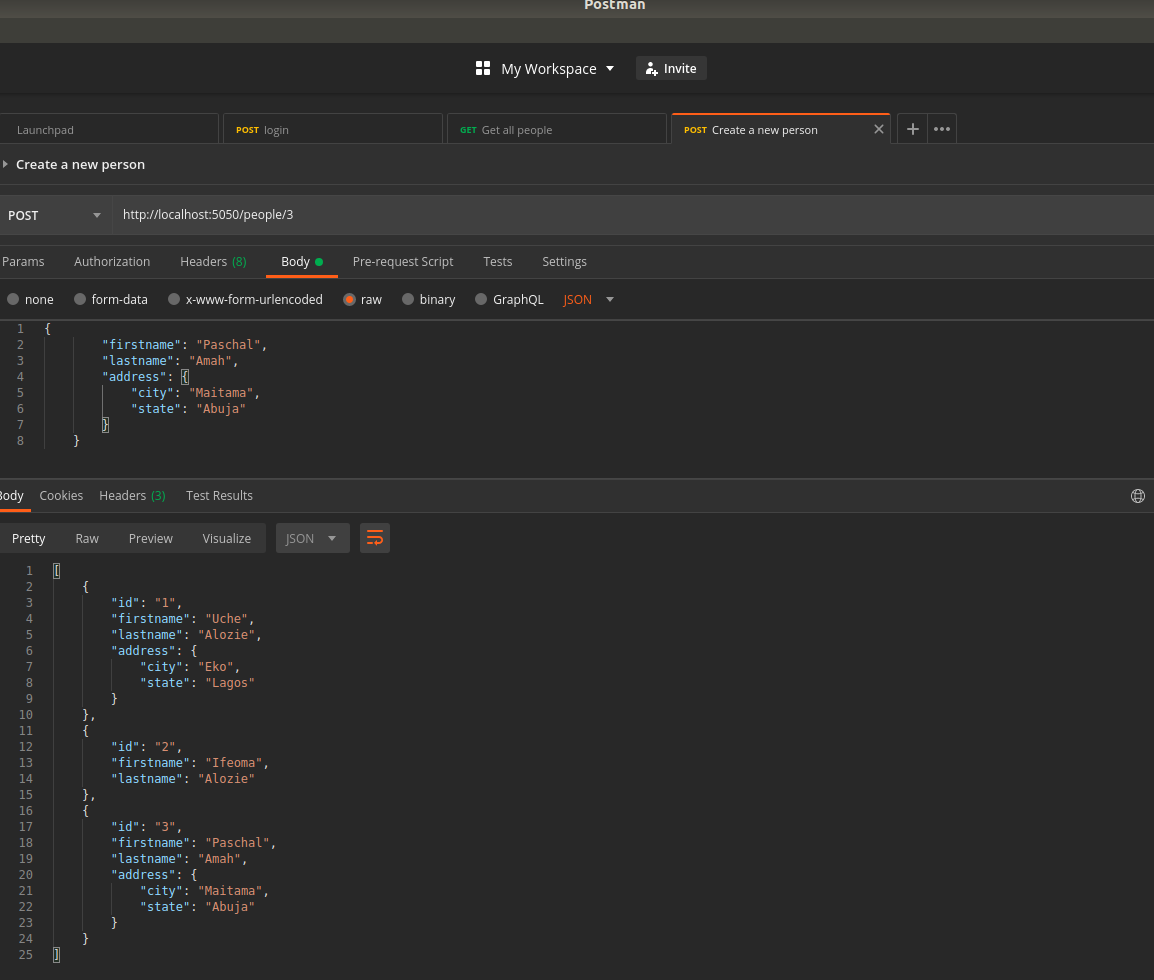 Postman
My Workspace Invite
Launchpad POST login GET Get all people POST Create a new person
Create a new person
POST http://localhost:5050/people/3
Params Authorization Headers (8) Body Pre-request Script Tests Settings
none form-data x-www-form-urlencoded raw binary GraphQL JSON
1 {
2 "firstname": "Paschal",
3 "lastname": "Amah",
4 "address": {
5 "city": "Maitama",
6 "state": "Abuja"
7 }
8 }
Body Cookies Headers (3) Test Results
Pretty Raw Preview Visualize JSON
1 [
2 {
3 "id": "1",
4 "firstname": "Uche",
5 "lastname": "Alozie",
6 "address": {
7 "city": "Eko",
8 "state": "Lagos"
9 }
10 },
11 {
12 "id": "2",
13 "firstname": "Ifeoma",
14 "lastname": "Alozie"
15 },
16 {
17 "id": "3",
18 "firstname": "Paschal",
19 "lastname": "Amah",
20 "address": {
21 "city": "Maitama",
22 "state": "Abuja"
23 }
24 }
25 ]